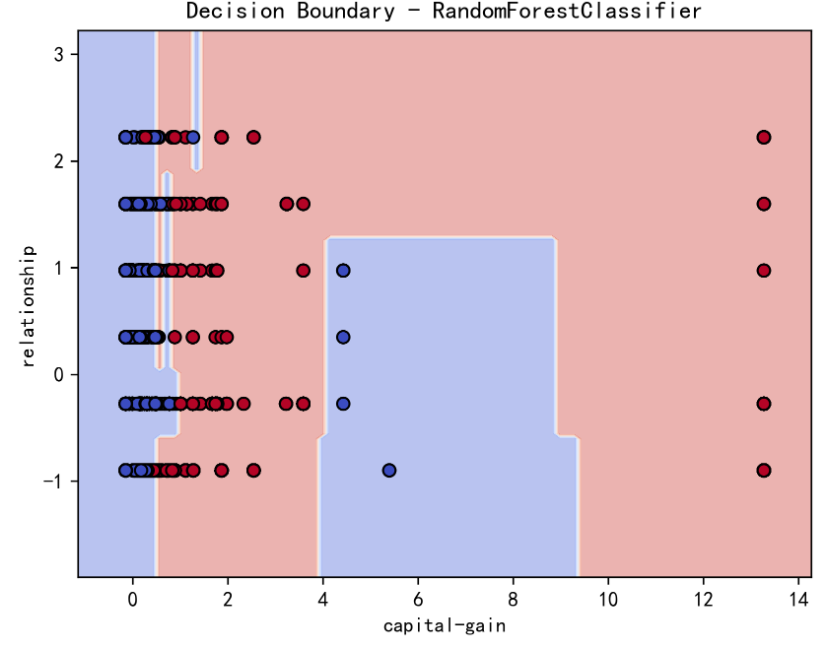 Decision Boundary - RandomForestClassifier
3
2
1
0
−1
relationship
0 2 4 6 8 10 12 14
capital-gain